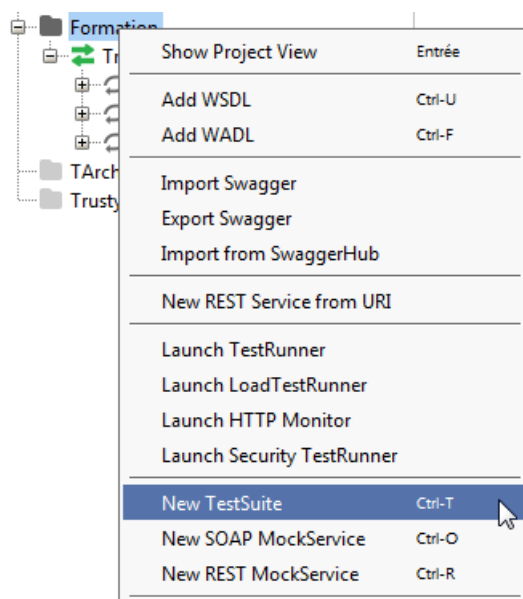 Formation
Tr
TArch
Trusty
Show Project View Entrée
Add WSDL Ctrl-U
Add WADL Ctrl-F
Import Swagger
Export Swagger
Import from SwaggerHub
New REST Service from URI
Launch TestRunner
Launch LoadTestRunner
Launch HTTP Monitor
Launch Security TestRunner
New TestSuite Ctrl-T
New SOAP MockService Ctrl-O
New REST MockService Ctrl-R